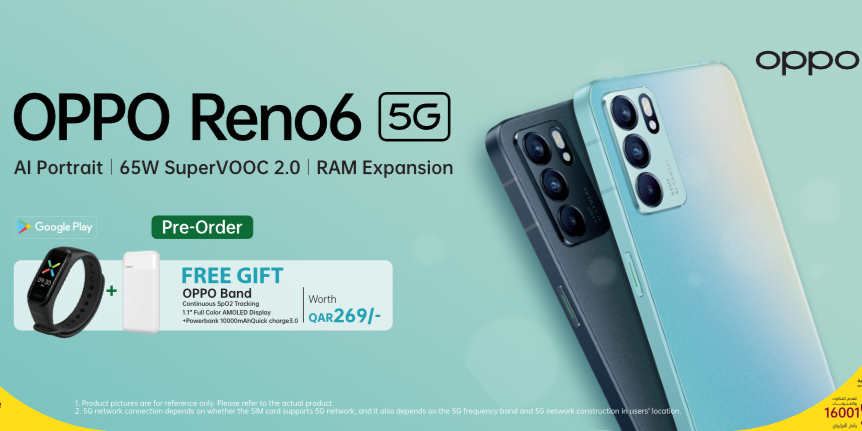 oppo
OPPO Reno6 5G
AI Portrait | 65W SuperVOOC 2.0 | RAM Expansion
Google Play
Pre-Order
09:30
+
FREE GIFT
OPPO Band
Continuous SpO2 Tracking
1.1" Full Color AMOLED Display
+Powerbank 10000mAhQuick charge3.0
Worth
QAR269/-
1. Product pictures are for reference only. Please refer to the actual product.
2. 5G network connection depends on whether the SIM card supports 5G network, and it also depends on the 5G frequency band and 5G network construction in users' location.
16001